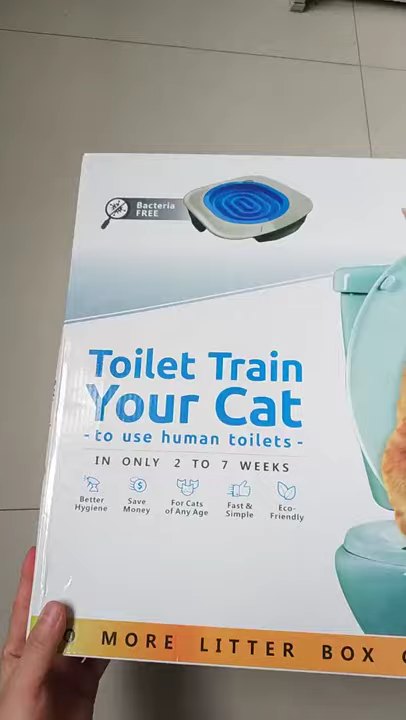 Bacteria
FREE
Toilet Train
Your Cat
- to use human toilets -
IN ONLY 2 TO 7 WEEKS
Better
Hygiene
Save
Money
For Cats
of Any Age
Fast &
Simple
Eco-
Friendly
MORE LITTER BOX